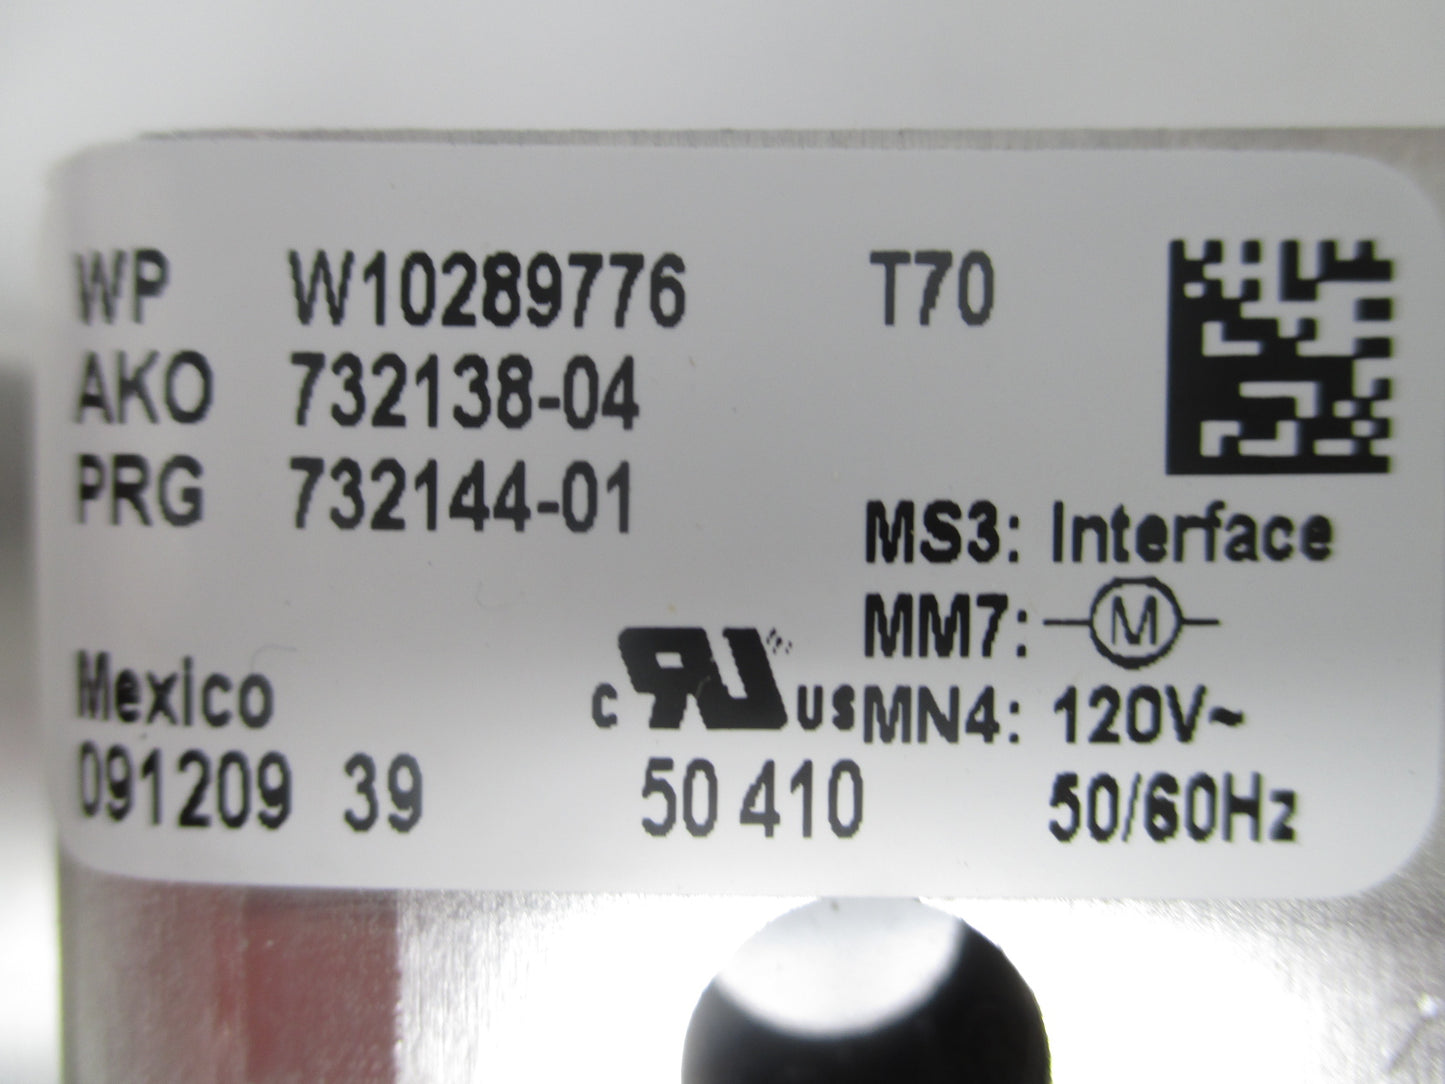 WP W10289776 T70
AKO 732138-04
PRG 732144-01
MS3: Interface
MM7: M
Mexico
c RU us MN4: 120V~
091209 39 50 410 50/60Hz